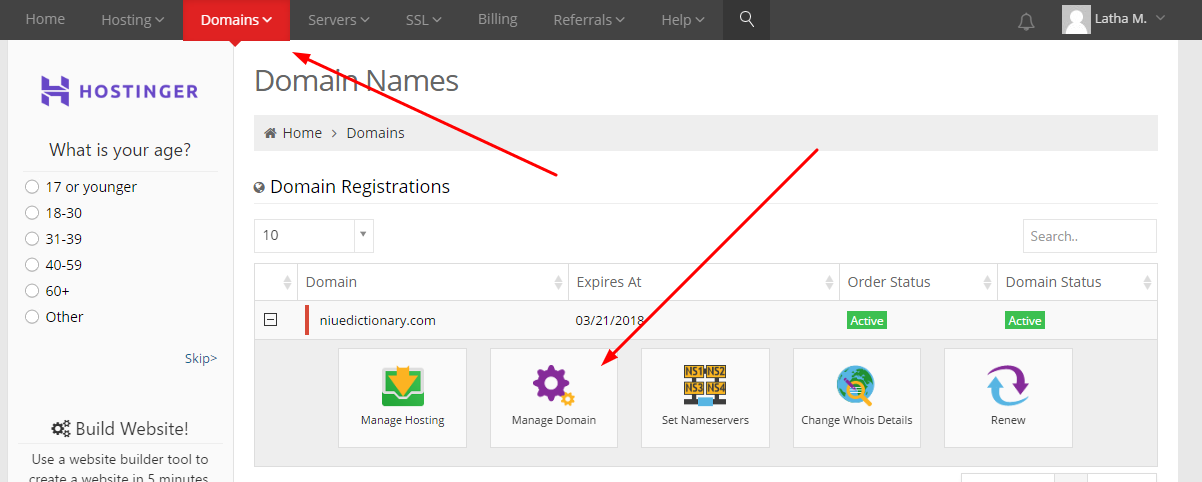 Home Hosting Domains Servers SSL Billing Referrals Help Latha M.
HOSTINGER
What is your age?
17 or younger
18-30
31-39
40-59
60+
Other
Skip>
Build Website!
Use a website builder tool to
create a website in 5 minutes
Domain Names
Home > Domains
Domain Registrations
10
Search..
Domain Expires At Order Status Domain Status
niuedictionary.com 03/21/2018 Active Active
Manage Hosting
Manage Domain
NS1 NS2
NS3 NS4
Set Nameservers
Change Whois Details
Renew